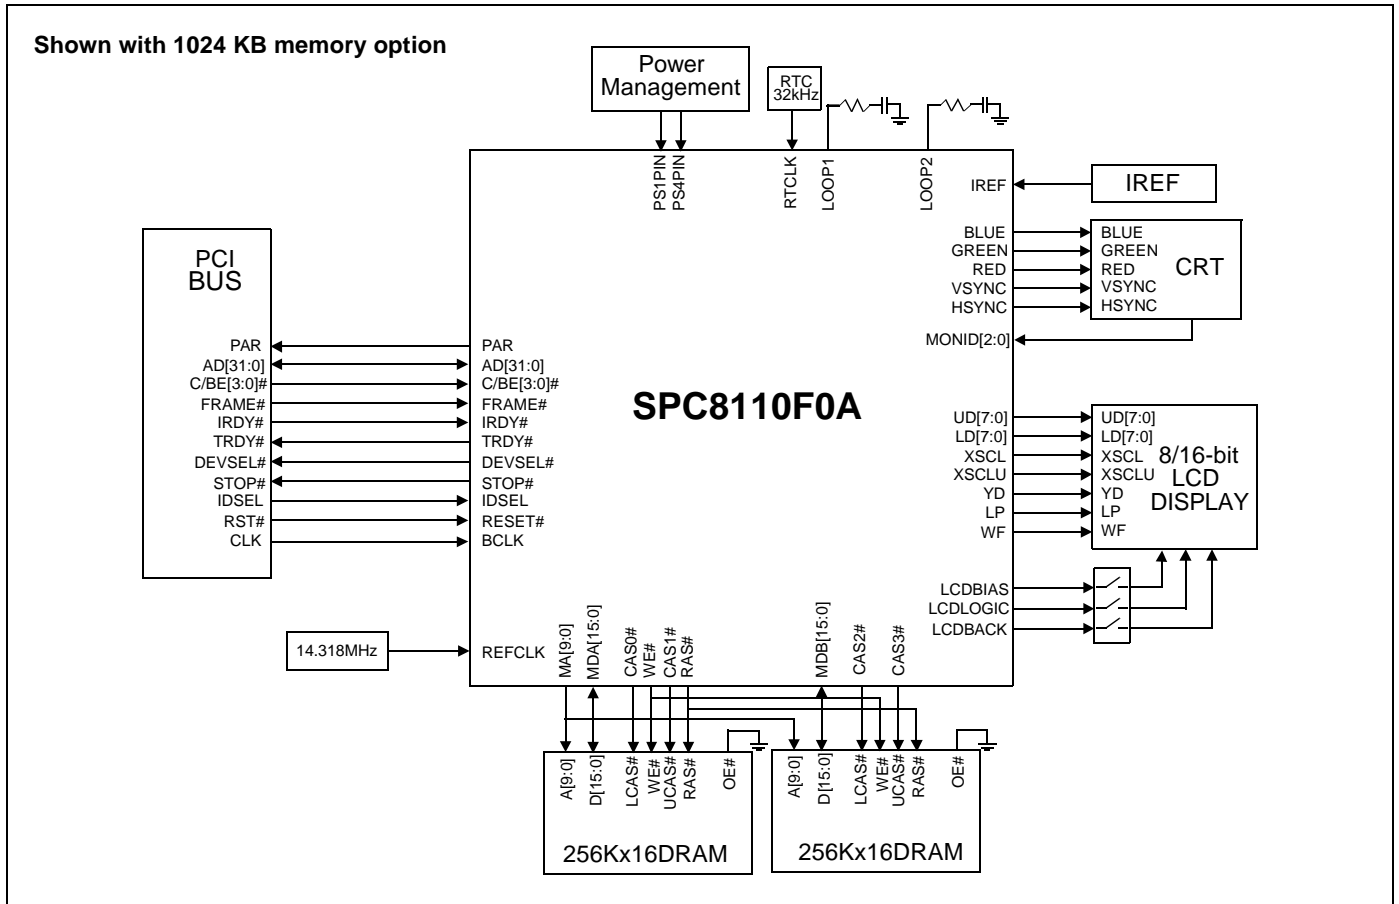 Shown with 1024 KB memory option
Power
Management
RTC
32kHz
PS1PIN
PS4PIN
RTCLK
LOOP1
LOOP2
IREF
IREF
PCI
BUS
BLUE
GREEN
RED
VSYNC
HSYNC
MONID[2:0]
BLUE
GREEN
RED
VSYNC
HSYNC
CRT
PAR
AD[31:0]
C/BE[3:0]#
FRAME#
IRDY#
TRDY#
DEVSEL#
STOP#
IDSEL
RST#
CLK
PAR
AD[31:0]
C/BE[3:0]#
FRAME#
IRDY#
TRDY#
DEVSEL#
STOP#
IDSEL
RESET#
BCLK
SPC8110F0A
UD[7:0]
LD[7:0]
XSCL
XSCLU
YD
LP
WF
UD[7:0]
LD[7:0]
XSCL
XSCLU
YD
LP
WF
8/16-bit
LCD
DISPLAY
LCDBIAS
LCDLOGIC
LCDBACK
14.318MHz
REFCLK
MA[9:0]
MDA[15:0]
CAS0#
WE#
CAS1#
RAS#
MDB[15:0]
CAS2#
CAS3#
A[9:0]
D[15:0]
LCAS#
WE#
UCAS#
RAS#
OE#
256Kx16DRAM
A[9:0]
D[15:0]
LCAS#
WE#
UCAS#
RAS#
OE#
256Kx16DRAM